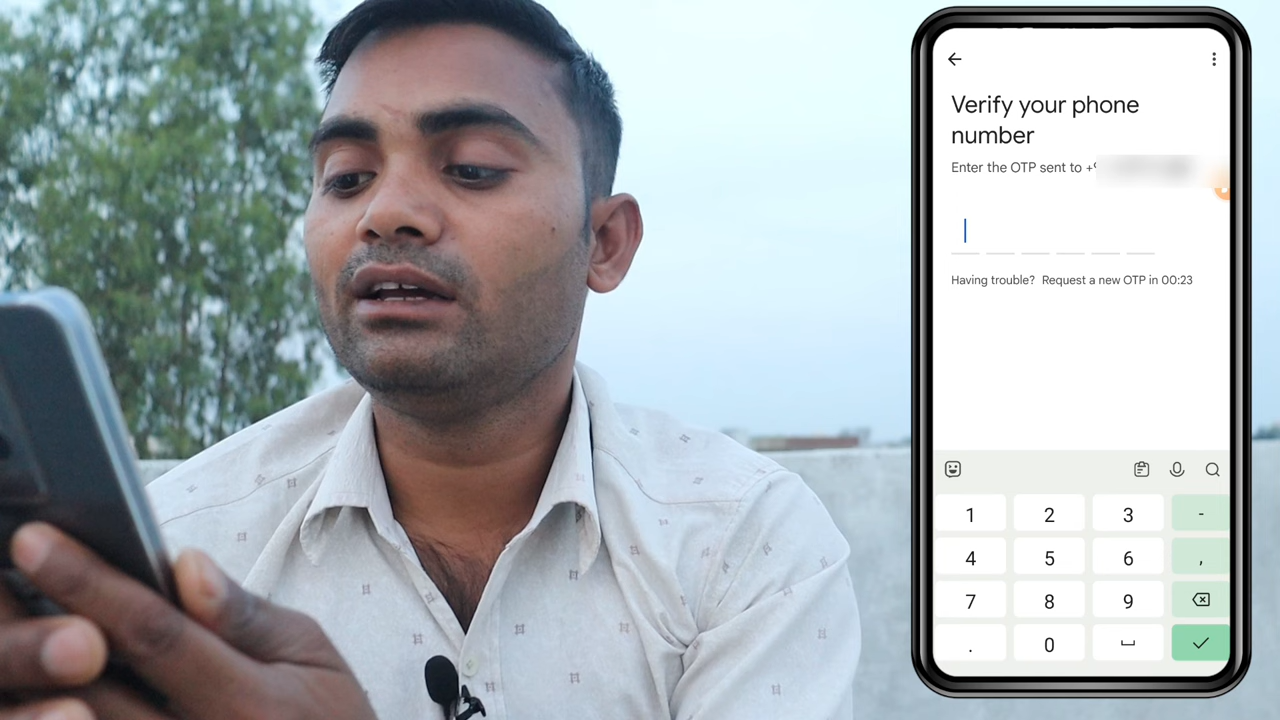 Verify your phone
number
Enter the OTP sent to +
Having trouble? Request a new OTP in 00:23
1 2 3 -
4 5 6 ,
7 8 9
. 0